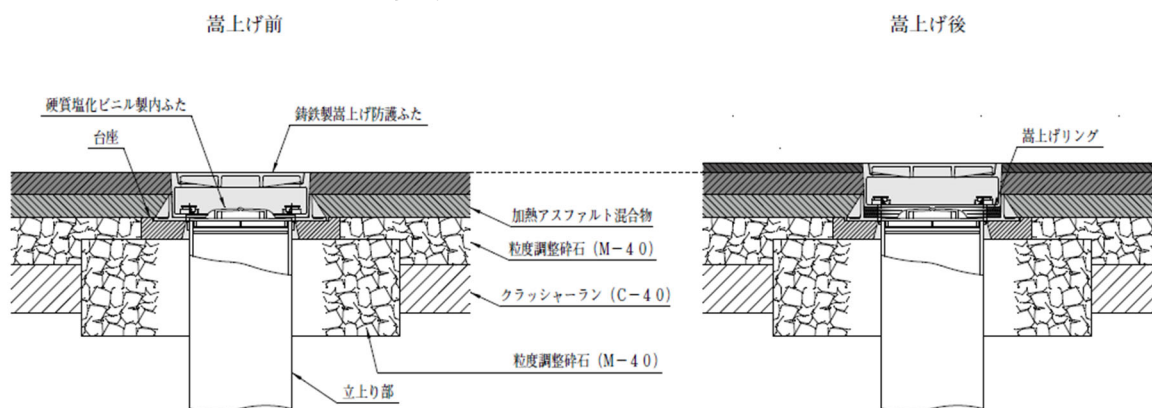 嵩上げ前
嵩上げ後
硬質塩化ビニル製内ふた
鋳鉄製嵩上げ防護ふた
台座
嵩上げリング
加熱アスファルト混合物
粒度調整砕石(M-40)
クラッシャーラン(C-40)
粒度調整砕石(M-40)
立上り部